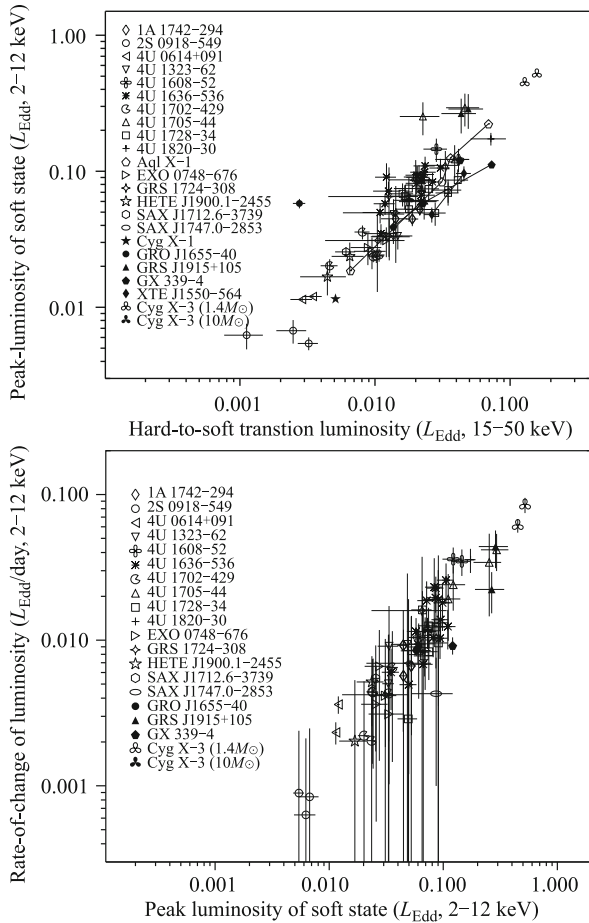 Peak-luminosity of soft state (L_Edd, 2−12 keV)
1.00
0.10
0.01
1A 1742−294
2S 0918−549
4U 0614+091
4U 1323−62
4U 1608−52
4U 1636−536
4U 1702−429
4U 1705−44
4U 1728−34
4U 1820−30
Aql X−1
EXO 0748−676
GRS 1724−308
HETE J1900.1−2455
SAX J1712.6−3739
SAX J1747.0−2853
Cyg X−1
GRO J1655−40
GRS J1915+105
GX 339−4
XTE J1550−564
Cyg X−3 (1.4M⊙)
Cyg X−3 (10M⊙)
0.001 0.010 0.100
Hard-to-soft transtion luminosity (L_Edd, 15−50 keV)
Rate-of-change of luminosity (L_Edd/day, 2−12 keV)
0.100
0.010
0.001
1A 1742−294
2S 0918−549
4U 0614+091
4U 1323−62
4U 1608−52
4U 1636−536
4U 1702−429
4U 1705−44
4U 1728−34
4U 1820−30
EXO 0748−676
GRS 1724−308
HETE J1900.1−2455
SAX J1712.6−3739
SAX J1747.0−2853
GRO J1655−40
GRS J1915+105
GX 339−4
Cyg X−3 (1.4M⊙)
Cyg X−3 (10M⊙)
0.001 0.010 0.100 1.000
Peak luminosity of soft state (L_Edd, 2−12 keV)